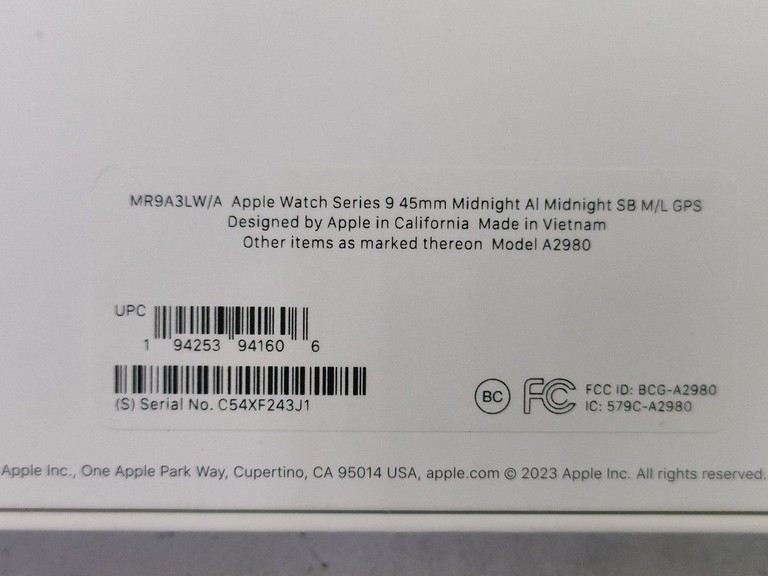 MR9A3LW/A Apple Watch Series 9 45mm Midnight Al Midnight SB M/L GPS
Designed by Apple in California Made in Vietnam
Other items as marked thereon Model A2980
UPC
1 94253 94160 6
(S) Serial No. C54XF243J1
BC FC FCC ID: BCG-A2980
IC: 579C-A2980
Apple Inc., One Apple Park Way, Cupertino, CA 95014 USA, apple.com © 2023 Apple Inc. All rights reserved.